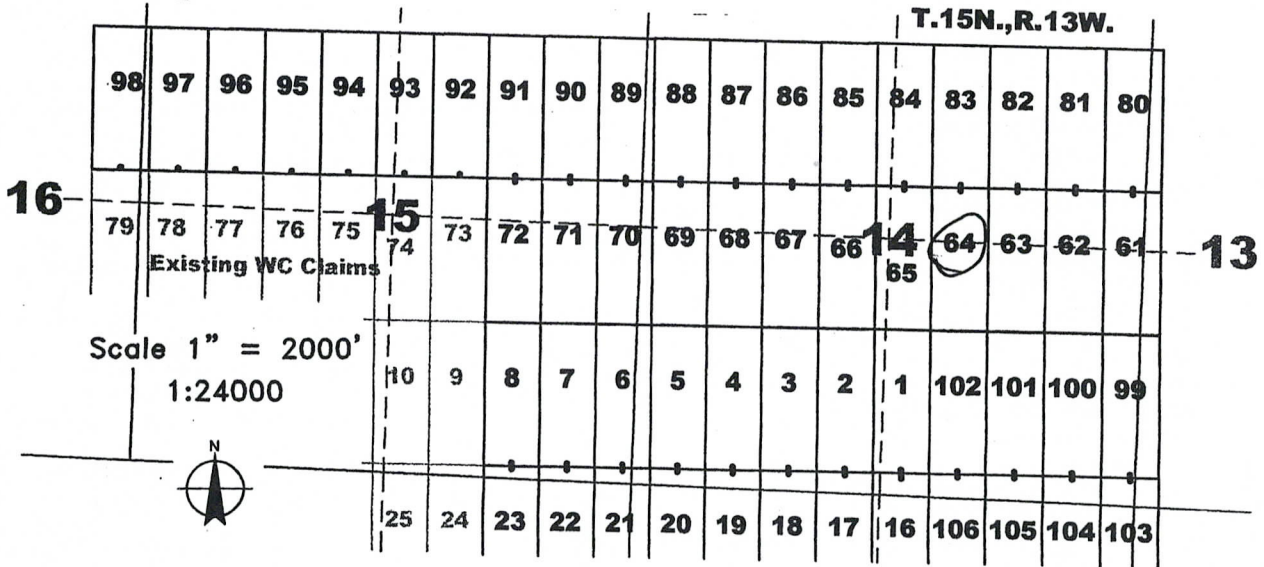 T.15N.,R.13W.
98 97 96 95 94 93 92 91 90 89 88 87 86 85 84 83 82 81 80
16 15 14 13
79 78 77 76 75 74 73 72 71 70 69 68 67 66 65 64 63 62 61
Existing WC Claims
Scale 1" = 2000'
1:24000
10 9 8 7 6 5 4 3 2 1 102 101 100 99
N
25 24 23 22 21 20 19 18 17 16 106 105 104 103